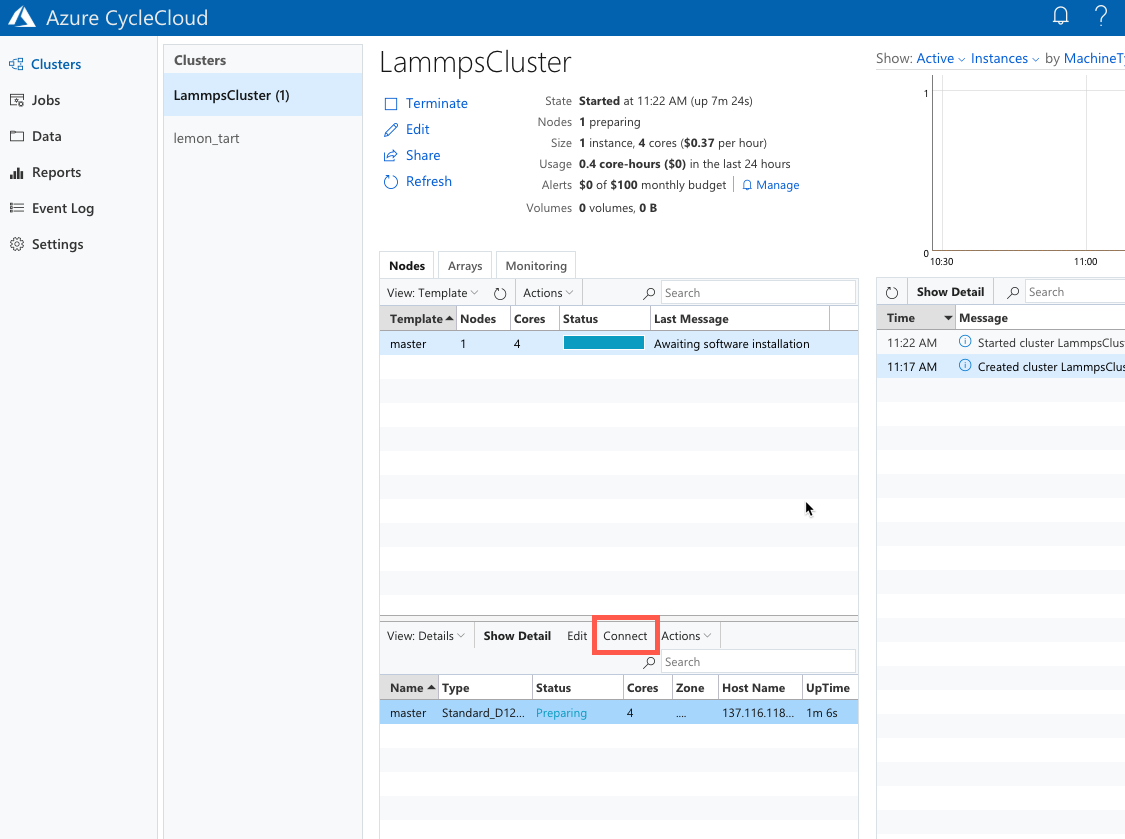 Azure CycleCloud
Clusters
Jobs
Data
Reports
Event Log
Settings
Clusters
LammpsCluster (1)
lemon_tart
LammpsCluster
Terminate
Edit
Share
Refresh
State Started at 11:22 AM (up 7m 24s)
Nodes 1 preparing
Size 1 instance, 4 cores ($0.37 per hour)
Usage 0.4 core-hours ($0) in the last 24 hours
Alerts $0 of $100 monthly budget Manage
Volumes 0 volumes, 0 B
Nodes Arrays Monitoring
View: Template Actions Search
Template Nodes Cores Status Last Message
master 1 4 Awaiting software installation
View: Details Show Detail Edit Connect Actions
Search
Name Type Status Cores Zone Host Name UpTime
master Standard_D12... Preparing 4 .... 137.116.118... 1m 6s
Show: Active Instances by MachineTy
1
0
10:30 11:00
Show Detail Search
Time Message
11:22 AM Started cluster LammpsClust
11:17 AM Created cluster LammpsClus